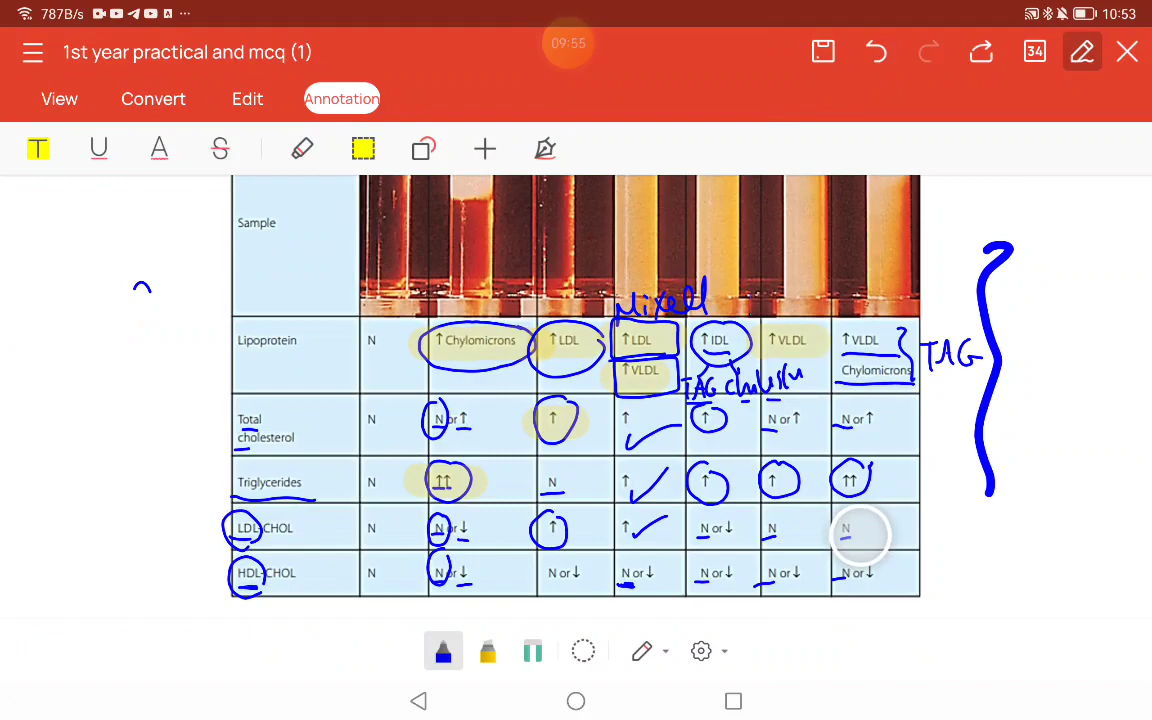 787B/s 10:53
09:55
1st year practical and mcq (1) 34
View Convert Edit Annotation
T U A S
Sample
Mixed
Lipoprotein N ↑Chylomicrons ↑LDL ↑LDL ↑IDL ↑VLDL ↑VLDL
↑VLDL Chylomicrons TAG
TAG
Total N N or ↑ ↑ ↑ ↑ N or ↑ N or ↑
cholesterol
Triglycerides N ↑↑ N ↑ ↑ ↑ ↑↑
LDL-CHOL N N or ↓ ↑ ↑ N or ↓ N N
HDL-CHOL N N or ↓ N or ↓ N or ↓ N or ↓ N or ↓ N or ↓